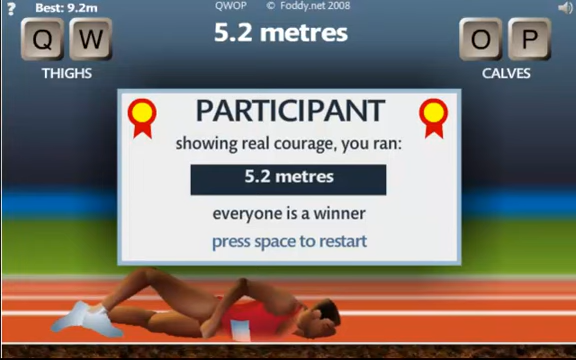 ? Best: 9.2m QWOP © Foddy.net 2008
5.2 metres
Q W O P
THIGHS CALVES
PARTICIPANT
showing real courage, you ran:
5.2 metres
everyone is a winner
press space to restart